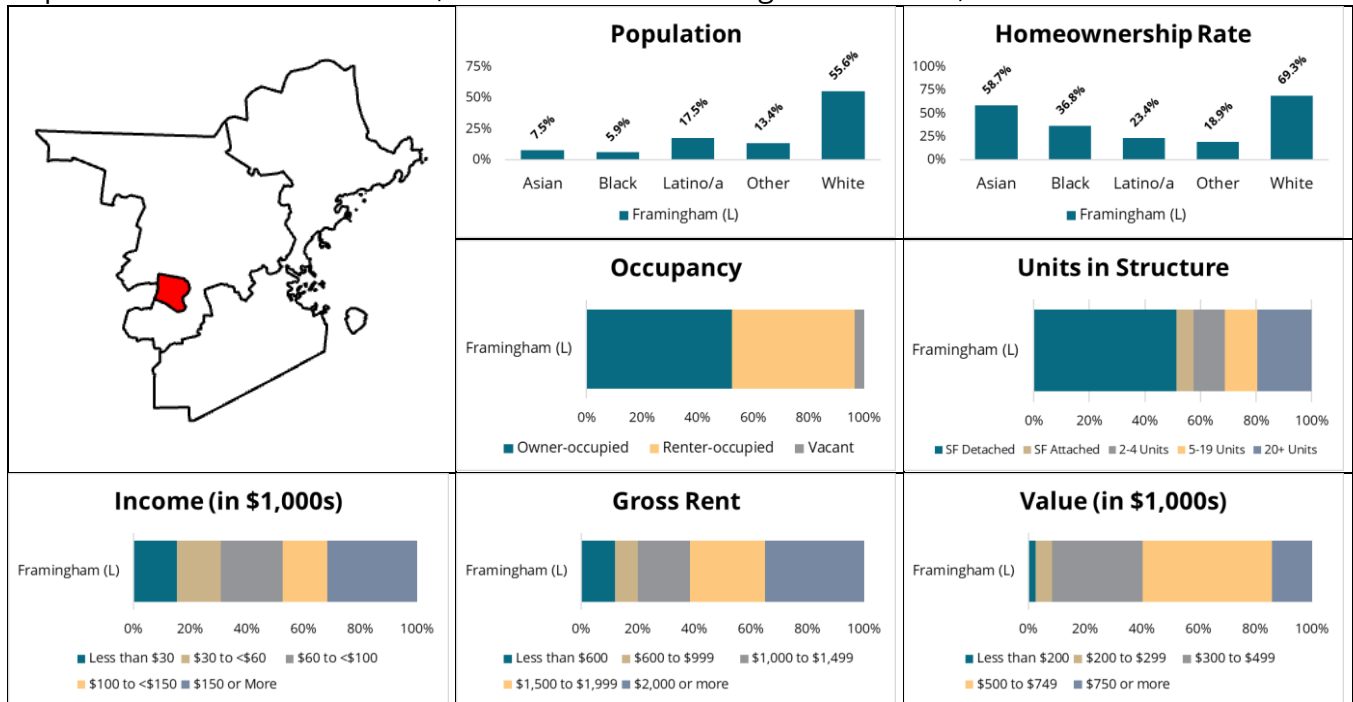 Population
75%
50%
25%
0%
7.5%
5.9%
17.5%
13.4%
55.6%
Asian Black Latino/a Other White
Framingham (L)
Homeownership Rate
100%
75%
50%
25%
0%
58.7%
36.8%
23.4%
18.9%
69.3%
Asian Black Latino/a Other White
Framingham (L)
Occupancy
Framingham (L)
0% 20% 40% 60% 80% 100%
Owner-occupied Renter-occupied Vacant
Units in Structure
Framingham (L)
0% 20% 40% 60% 80% 100%
SF Detached SF Attached 2-4 Units 5-19 Units 20+ Units
Income (in $1,000s)
Framingham (L)
0% 20% 40% 60% 80% 100%
Less than $30 $30 to <$60 $60 to <$100
$100 to <$150 $150 or More
Gross Rent
Framingham (L)
0% 20% 40% 60% 80% 100%
Less than $600 $600 to $999 $1,000 to $1,499
$1,500 to $1,999 $2,000 or more
Value (in $1,000s)
Framingham (L)
0% 20% 40% 60% 80% 100%
Less than $200 $200 to $299 $300 to $499
$500 to $749 $750 or more